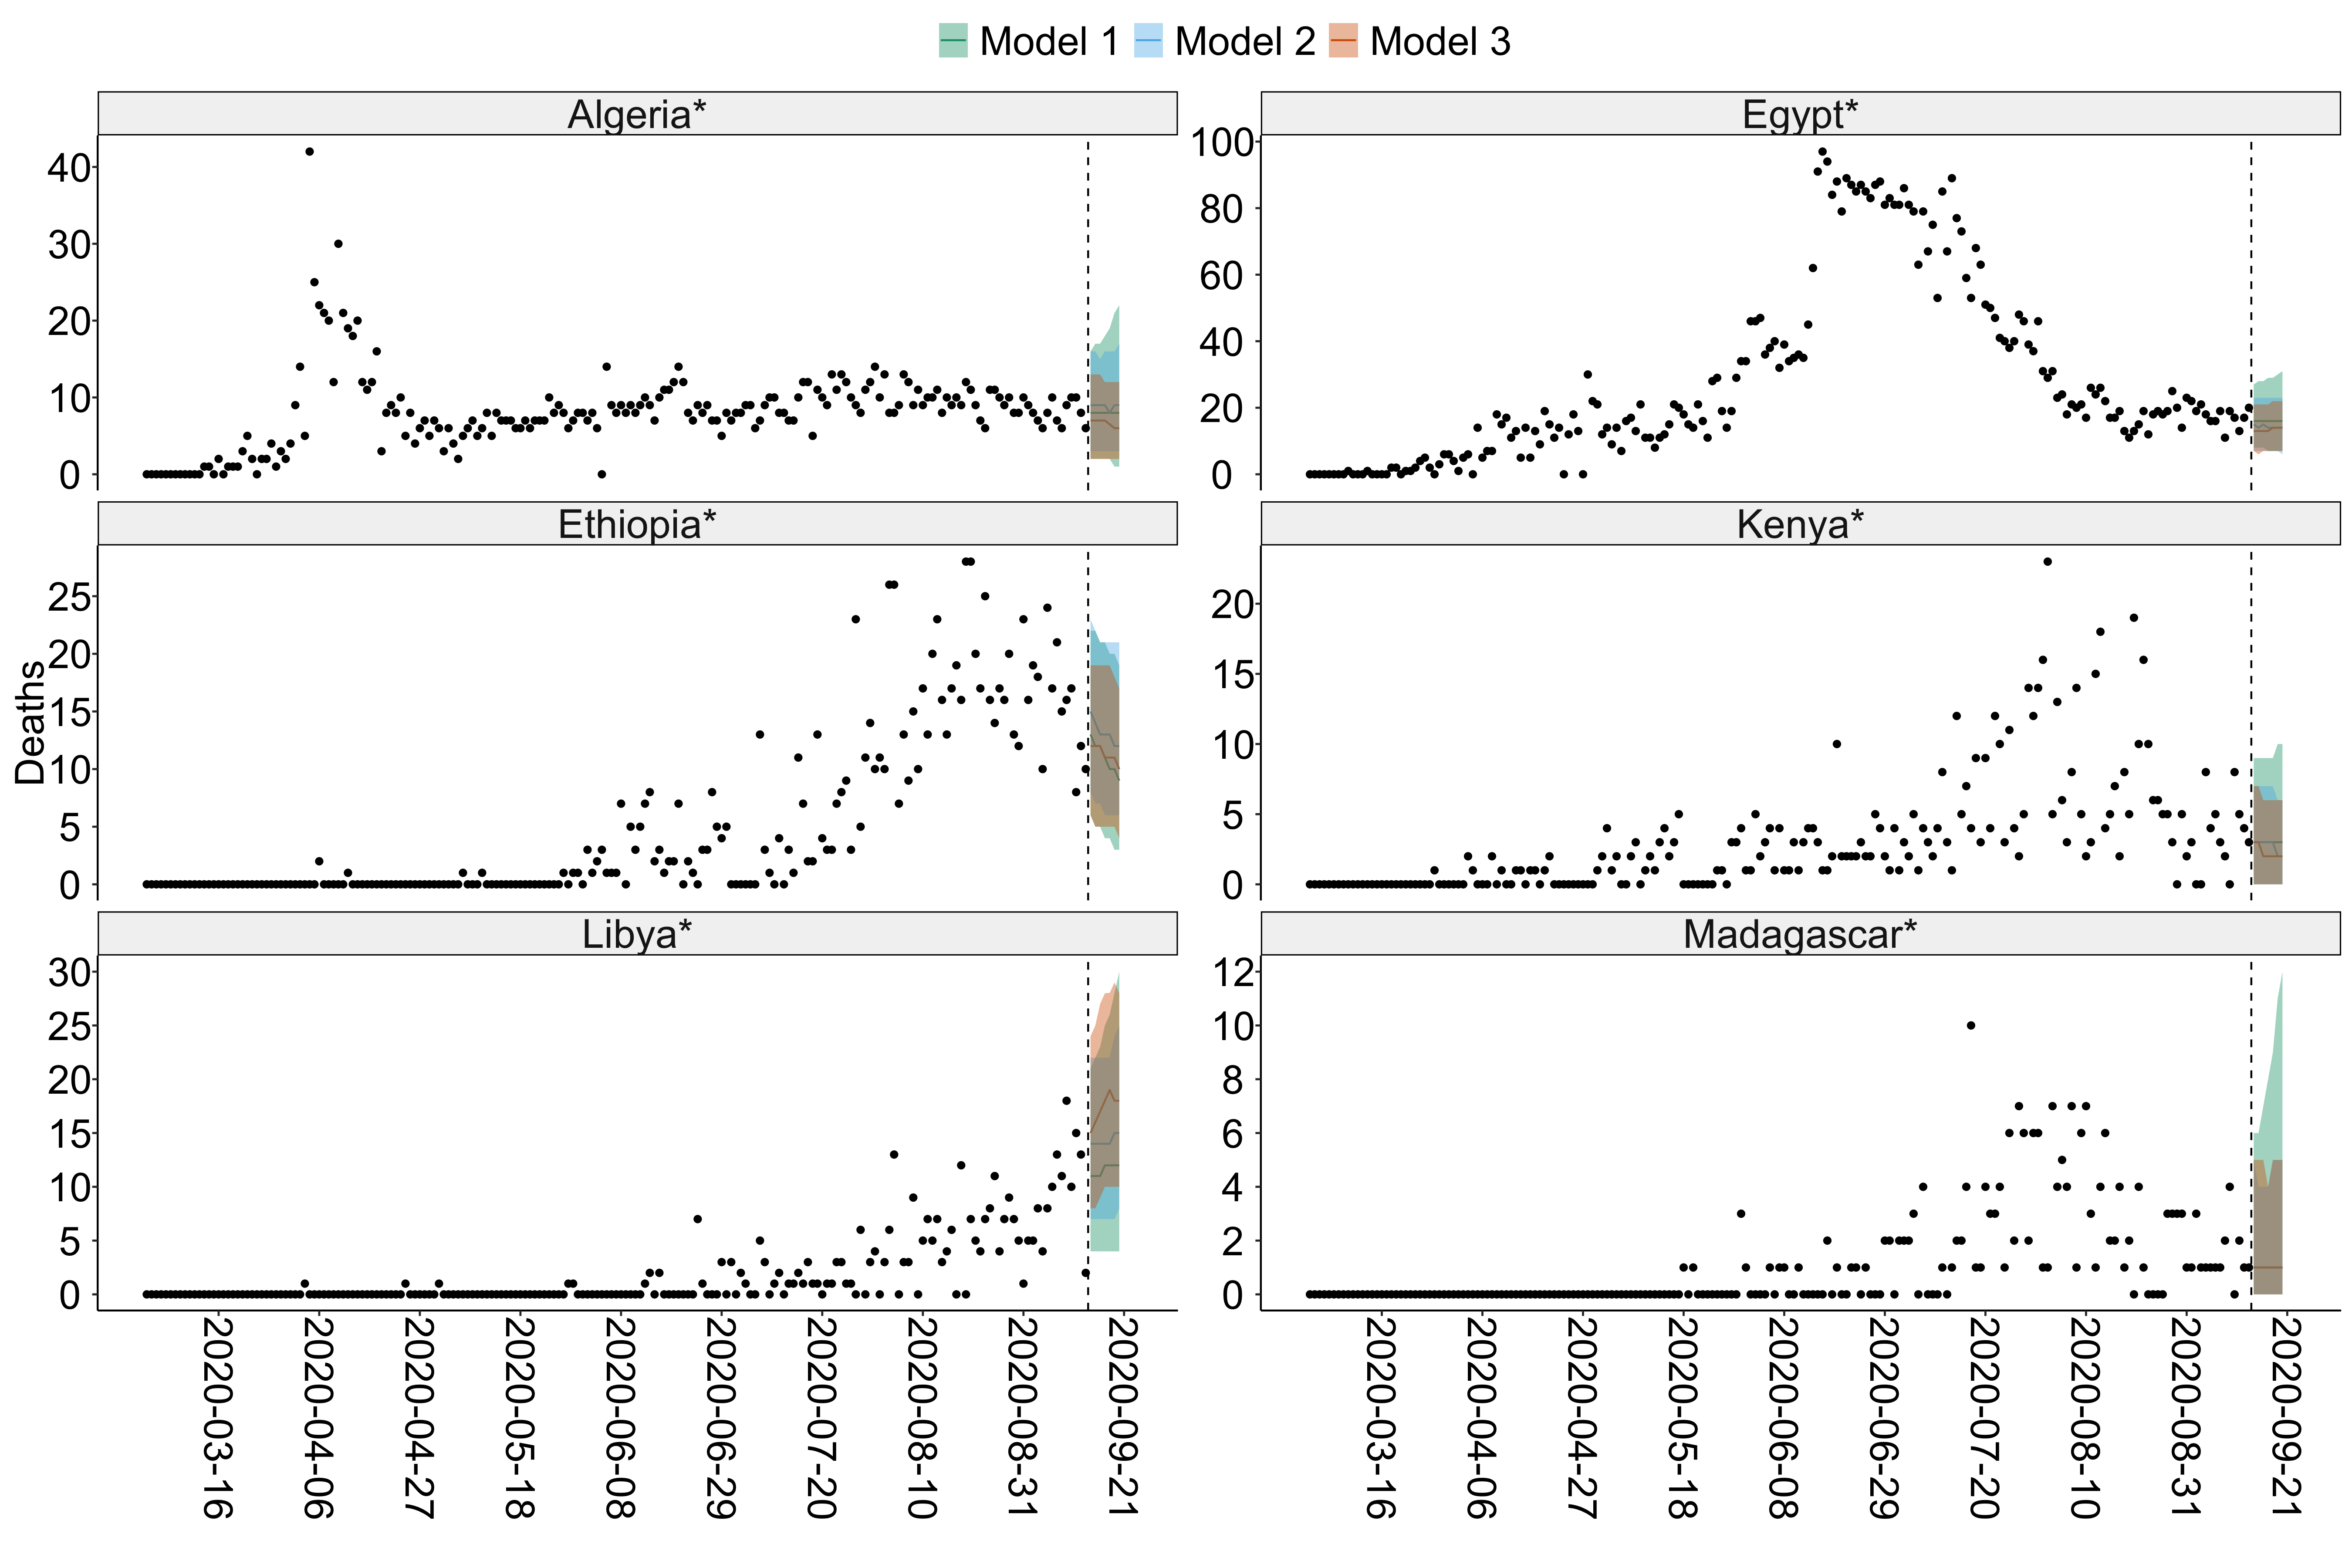 Model 1 Model 2 Model 3
Algeria* Egypt*
40 30 20 10 0
100 80 60 40 20 0
Ethiopia* Kenya*
Deaths
25 20 15 10 5 0
20 15 10 5 0
Libya* Madagascar*
30 25 20 15 10 5 0
12 10 8 6 4 2 0
2020-03-16 2020-04-06 2020-04-27 2020-05-18 2020-06-08 2020-06-29 2020-07-20 2020-08-10 2020-08-31 2020-09-21
2020-03-16 2020-04-06 2020-04-27 2020-05-18 2020-06-08 2020-06-29 2020-07-20 2020-08-10 2020-08-31 2020-09-21